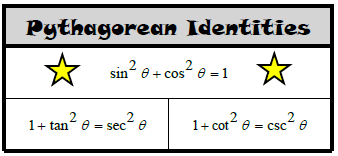 Pythagorean Identities
sin² θ + cos² θ = 1
1 + tan² θ = sec² θ
1 + cot² θ = csc² θ